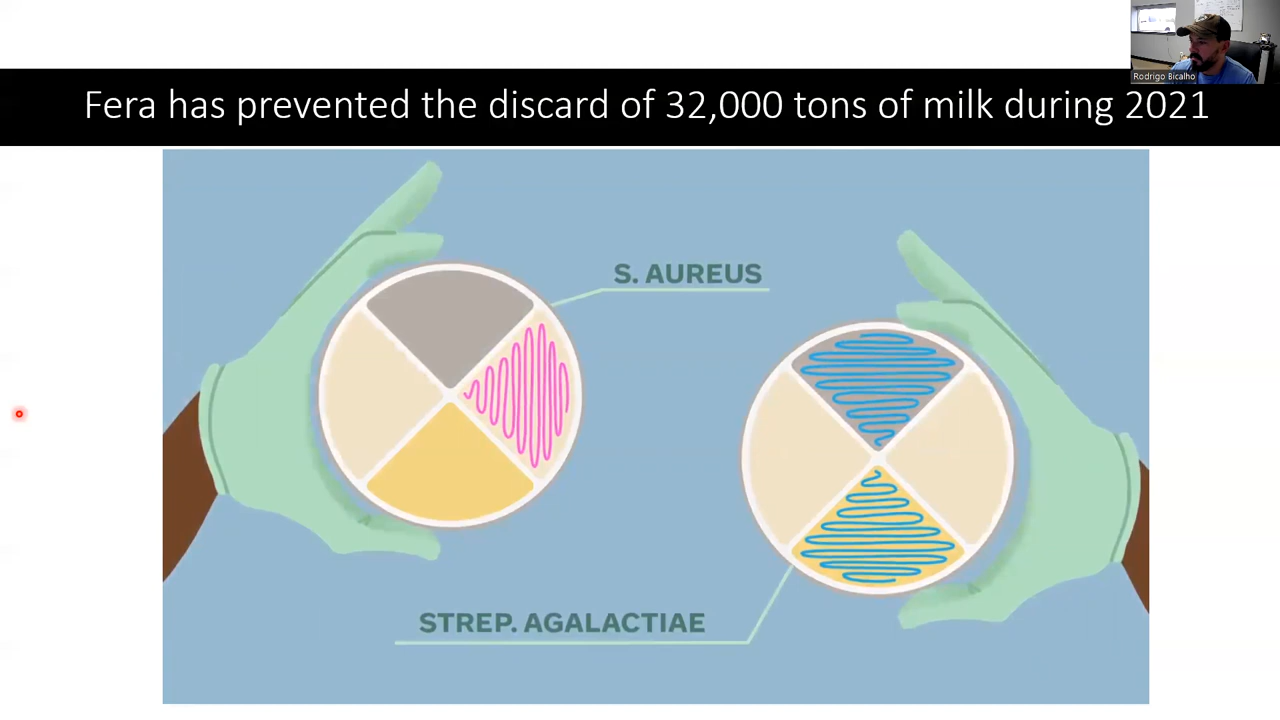 Rodrigo Bicalho
Fera has prevented the discard of 32,000 tons of milk during 2021
S. AUREUS
STREP. AGALACTIAE